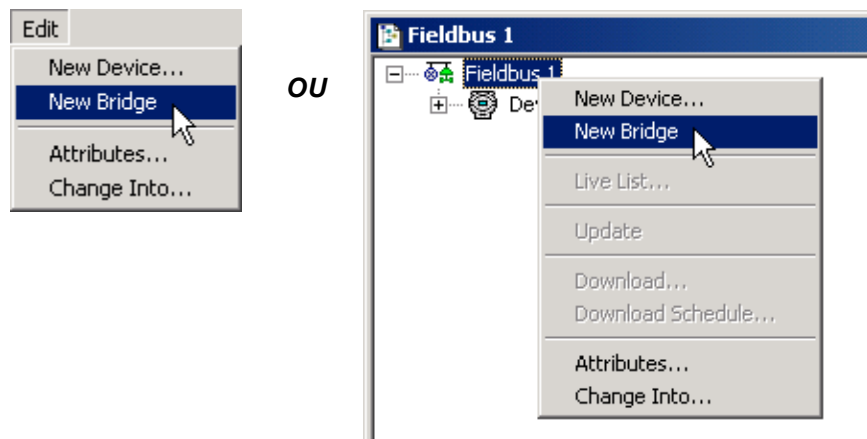 Edit
New Device...
New Bridge
Attributes...
Change Into...
OU
Fieldbus 1
Fieldbus 1
New Device...
New Bridge
Live List...
Update
Download...
Download Schedule...
Attributes...
Change Into...